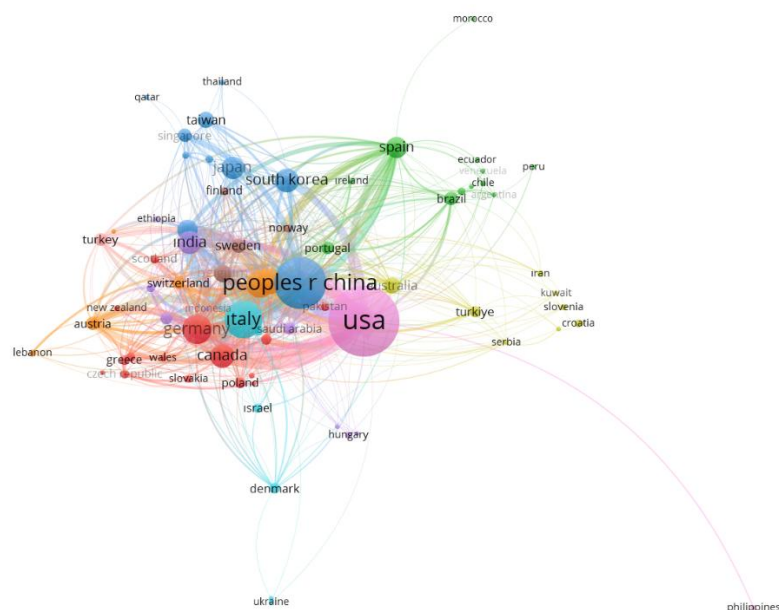 morocco
thailand
qatar
taiwan
singapore
spain
japan
south korea
ireland
ecuador
venezuela
peru
chile
argentina
brazil
finland
ethiopia
norway
turkey
india
sweden
portugal
scotland
switzerland
peoples r china
australia
iran
kuwait
slovenia
new zealand
indonesia
pakistan
usa
turkiye
croatia
austria
germany
italy
saudi arabia
serbia
lebanon
greece
wales
canada
czech republic
slovakia
poland
israel
hungary
denmark
ukraine
philippines